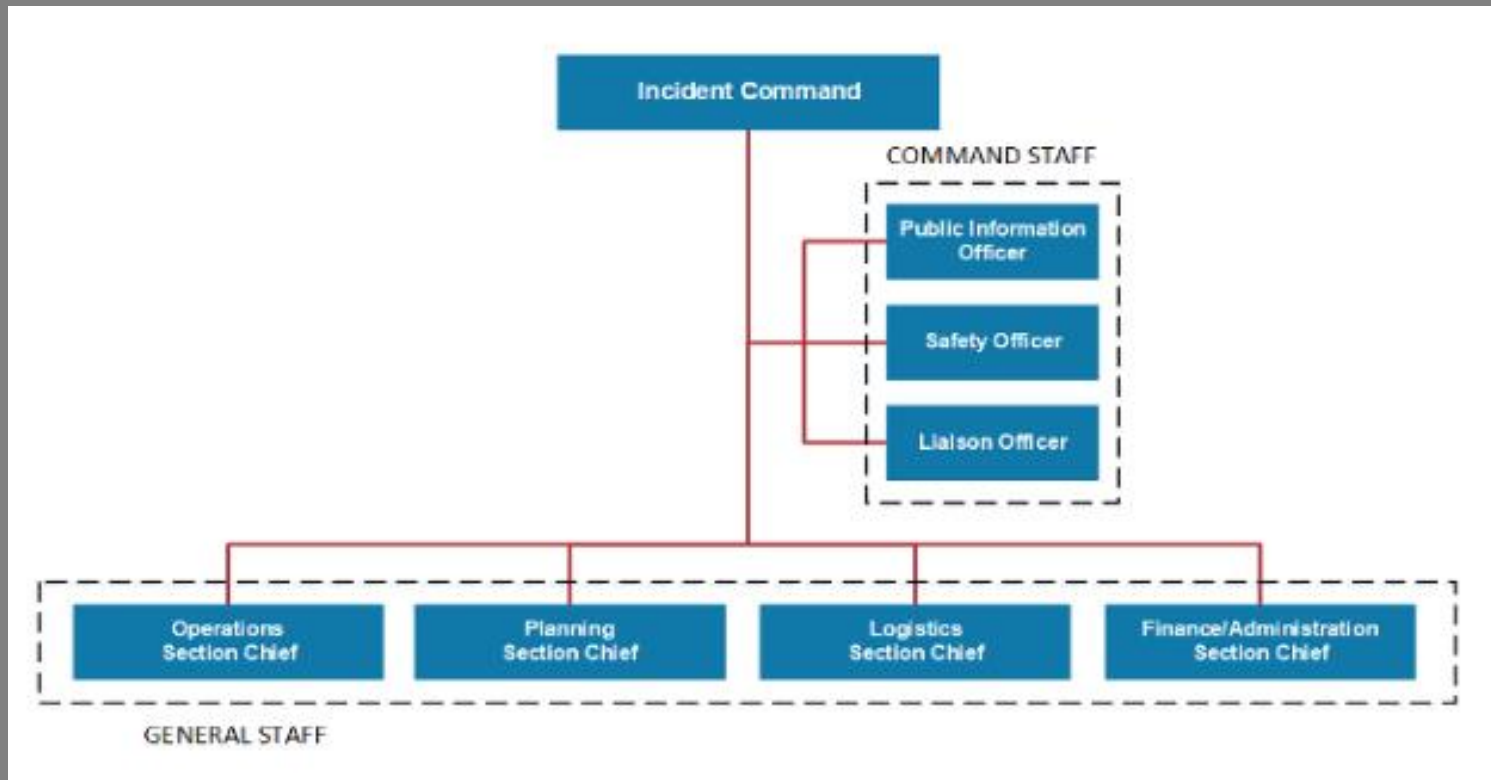 Incident Command
COMMAND STAFF
Public Information
Officer
Safety Officer
Liaison Officer
Operations
Section Chief
Planning
Section Chief
Logistics
Section Chief
Finance/Administration
Section Chief
GENERAL STAFF